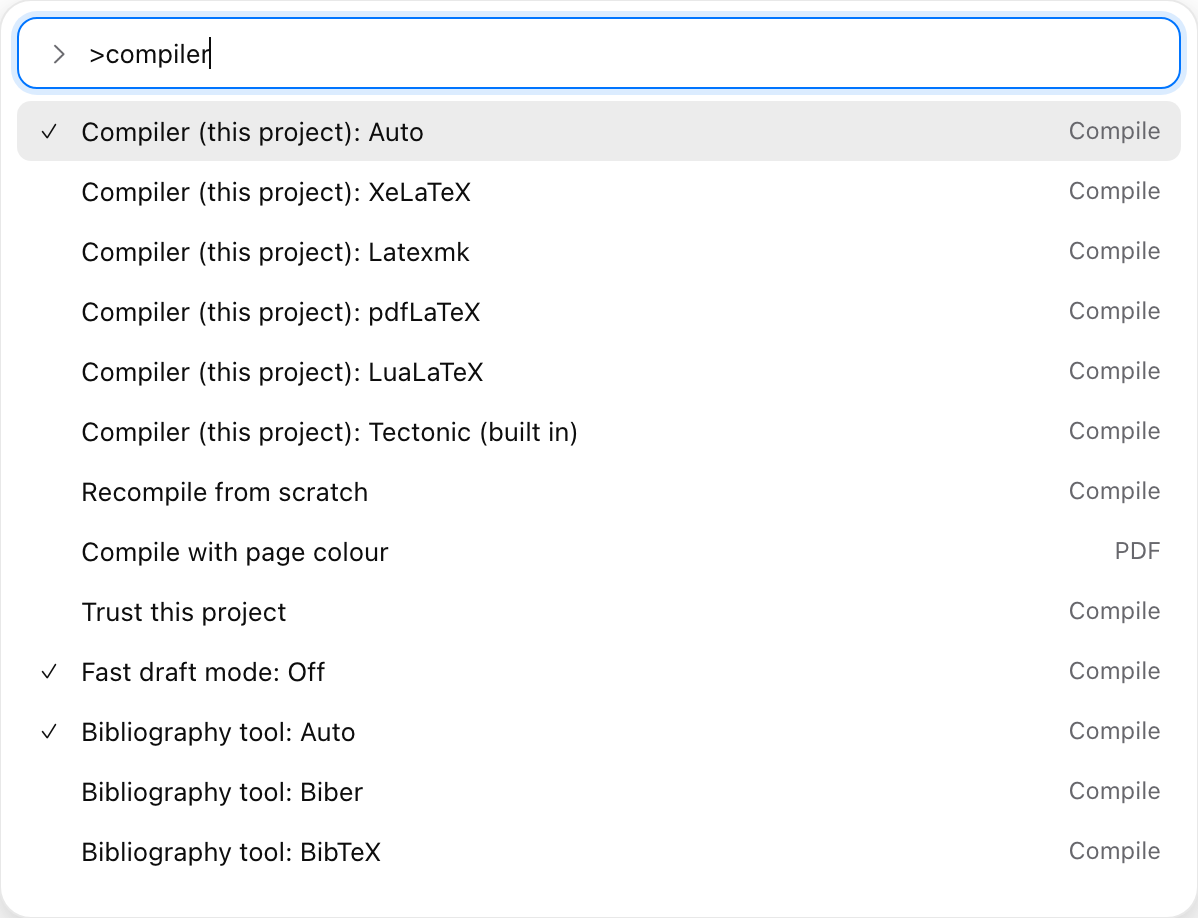 >compiler
Compiler (this project): Auto Compile
Compiler (this project): XeLaTeX Compile
Compiler (this project): Latexmk Compile
Compiler (this project): pdfLaTeX Compile
Compiler (this project): LuaLaTeX Compile
Compiler (this project): Tectonic (built in) Compile
Recompile from scratch Compile
Compile with page colour PDF
Trust this project Compile
Fast draft mode: Off Compile
Bibliography tool: Auto Compile
Bibliography tool: Biber Compile
Bibliography tool: BibTeX Compile